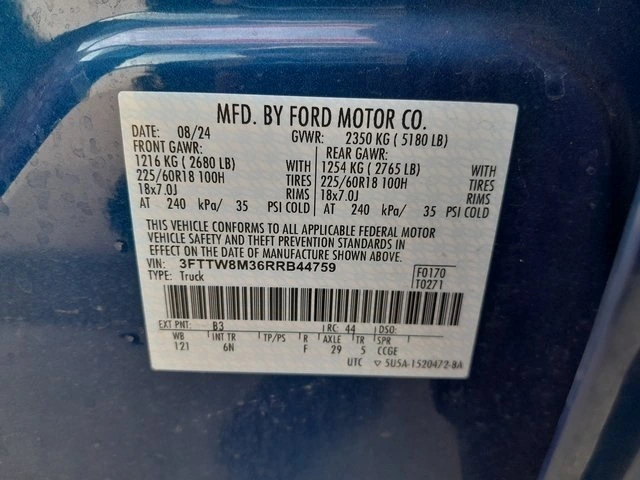 MFD. BY FORD MOTOR CO.
DATE: 08/24 GVWR: 2350 KG ( 5180 LB)
FRONT GAWR: REAR GAWR:
1216 KG ( 2680 LB) WITH 1254 KG ( 2765 LB) WITH
225/60R18 100H TIRES 225/60R18 100H TIRES
18x7.0J RIMS 18x7.0J RIMS
AT 240 kPa/ 35 PSI COLD AT 240 kPa/ 35 PSI COLD
THIS VEHICLE CONFORMS TO ALL APPLICABLE FEDERAL MOTOR
VEHICLE SAFETY AND THEFT PREVENTION STANDARDS IN
EFFECT ON THE DATE OF MANUFACTURE SHOWN ABOVE.
VIN: 3FTTW8M36RRB44759 F0170
TYPE: Truck T0271
EXT PNT: B3 RC: 44 DSO:
WB INT TR TP/PS R AXLE TR SPR
121 6N F 29 5 CCGE
UTC ▽ 5U5A-1520472-8A